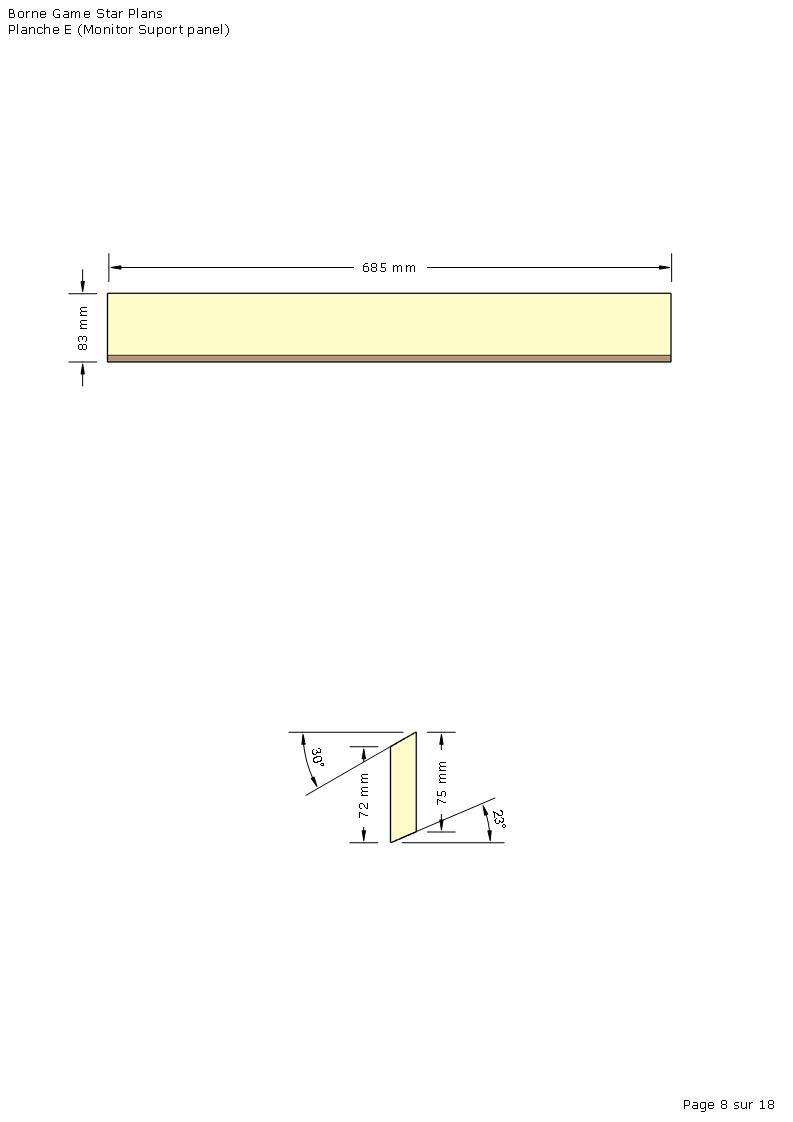 Borne Game Star Plans
Planche E (Monitor Suport panel)
685 mm
83 mm
30°
72 mm
75 mm
23°
Page 8 sur 18